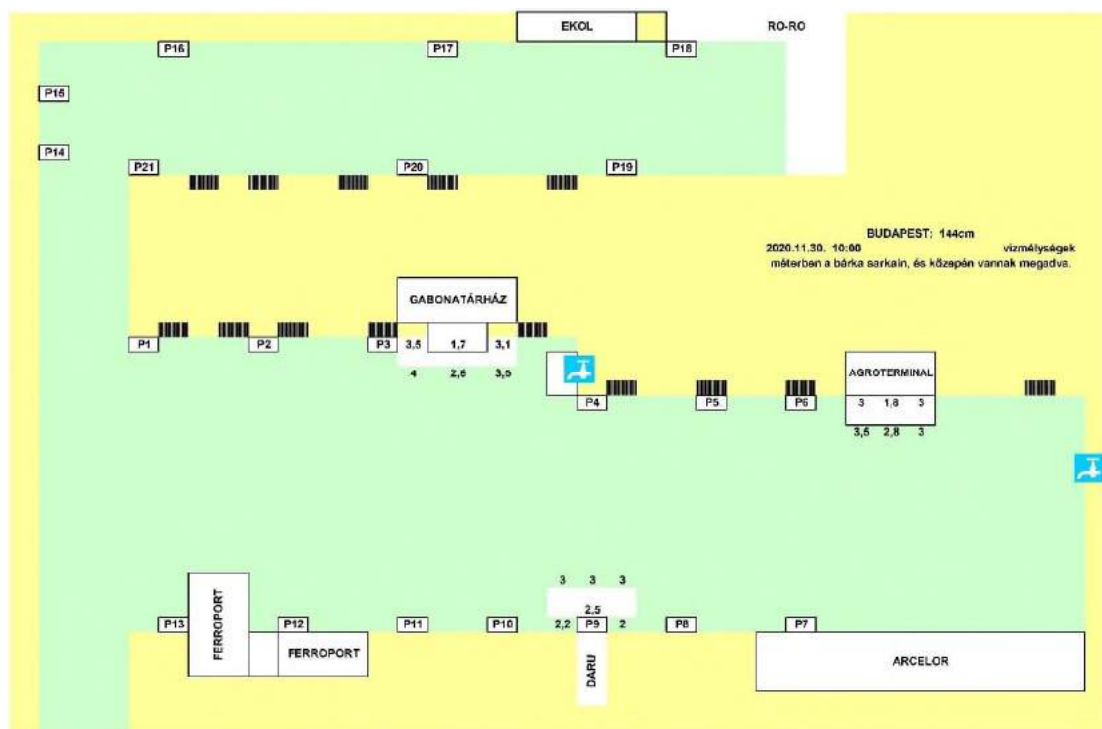 EKOL
RO-RO
P16
P17
P18
P15
P14
P21
P20
P19
BUDAPEST: 144cm
2020.11.30. 10:00 vízmélységek
méterben a bárka sarkain, és közepén vannak megadva.
GABONATÁRHÁZ
P1
P2
P3
3,5 1,7 3,1
4 2,6 3,5
AGROTERMINAL
P4
P5
P6
3 1,8 3
3,5 2,8 3
3 3 3
2,5
P13
P12
P11
P10
2,2
P9
2
P8
P7
FERROPORT
FERROPORT
DARU
ARCELOR